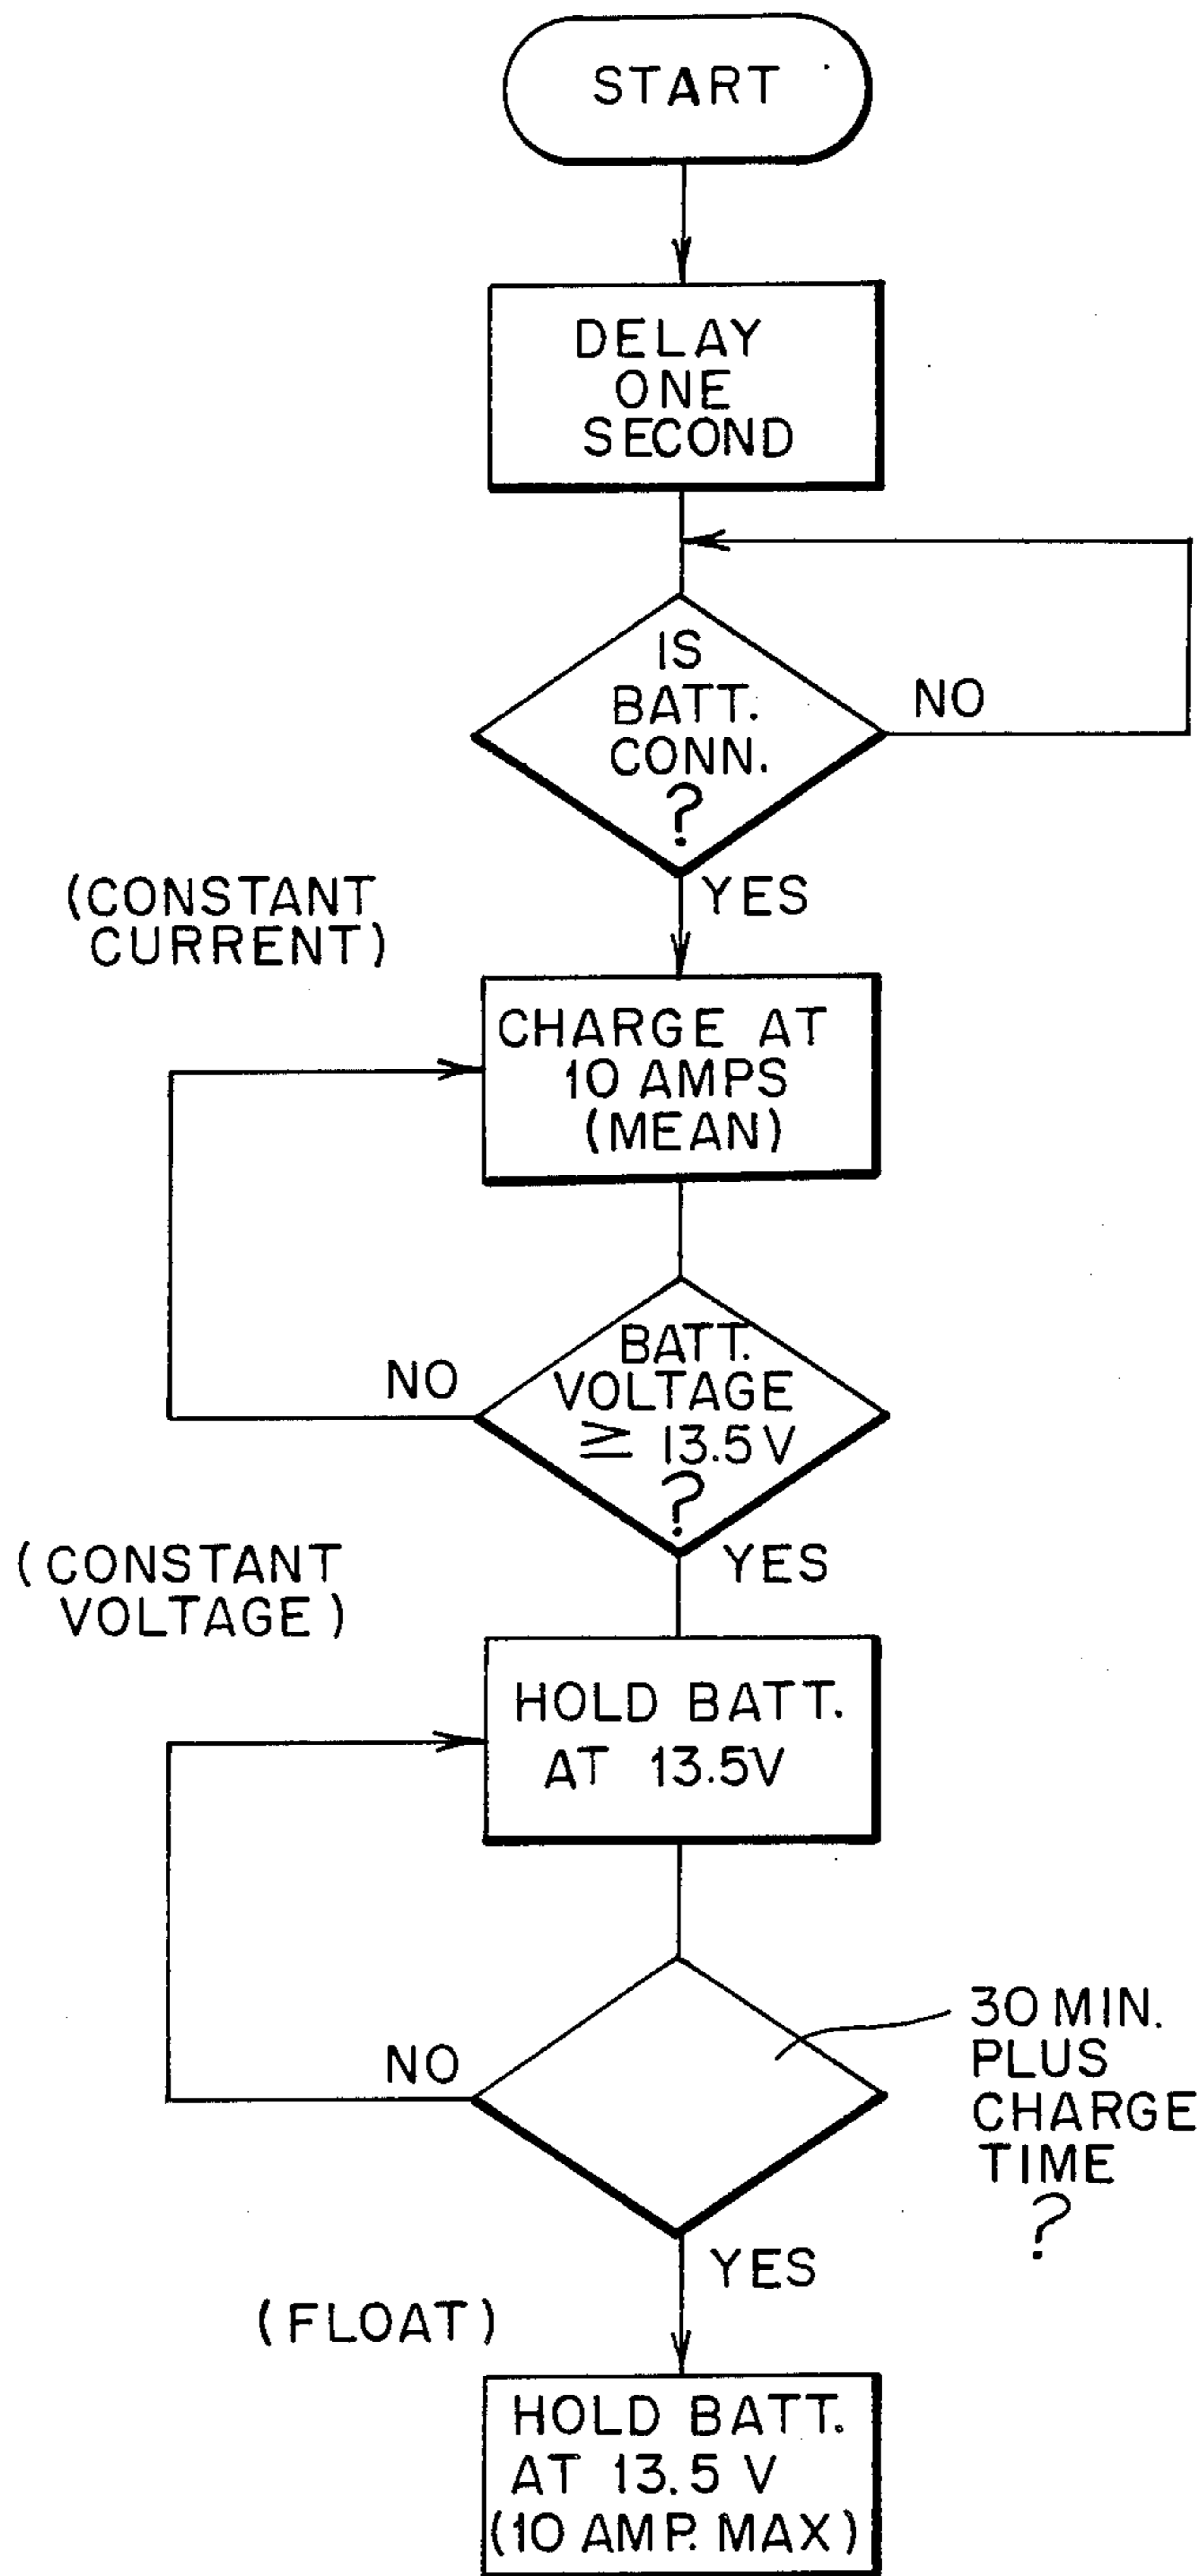 START
DELAY
ONE
SECOND
IS
BATT.
CONN.
?
NO
YES
(CONSTANT
CURRENT)
CHARGE AT
10 AMPS
(MEAN)
BATT.
VOLTAGE
≥ 13.5 V
?
NO
YES
(CONSTANT
VOLTAGE)
HOLD BATT.
AT 13.5V
30 MIN.
PLUS
CHARGE
TIME
?
NO
YES
(FLOAT)
HOLD BATT.
AT 13.5 V
(10 AMP. MAX)